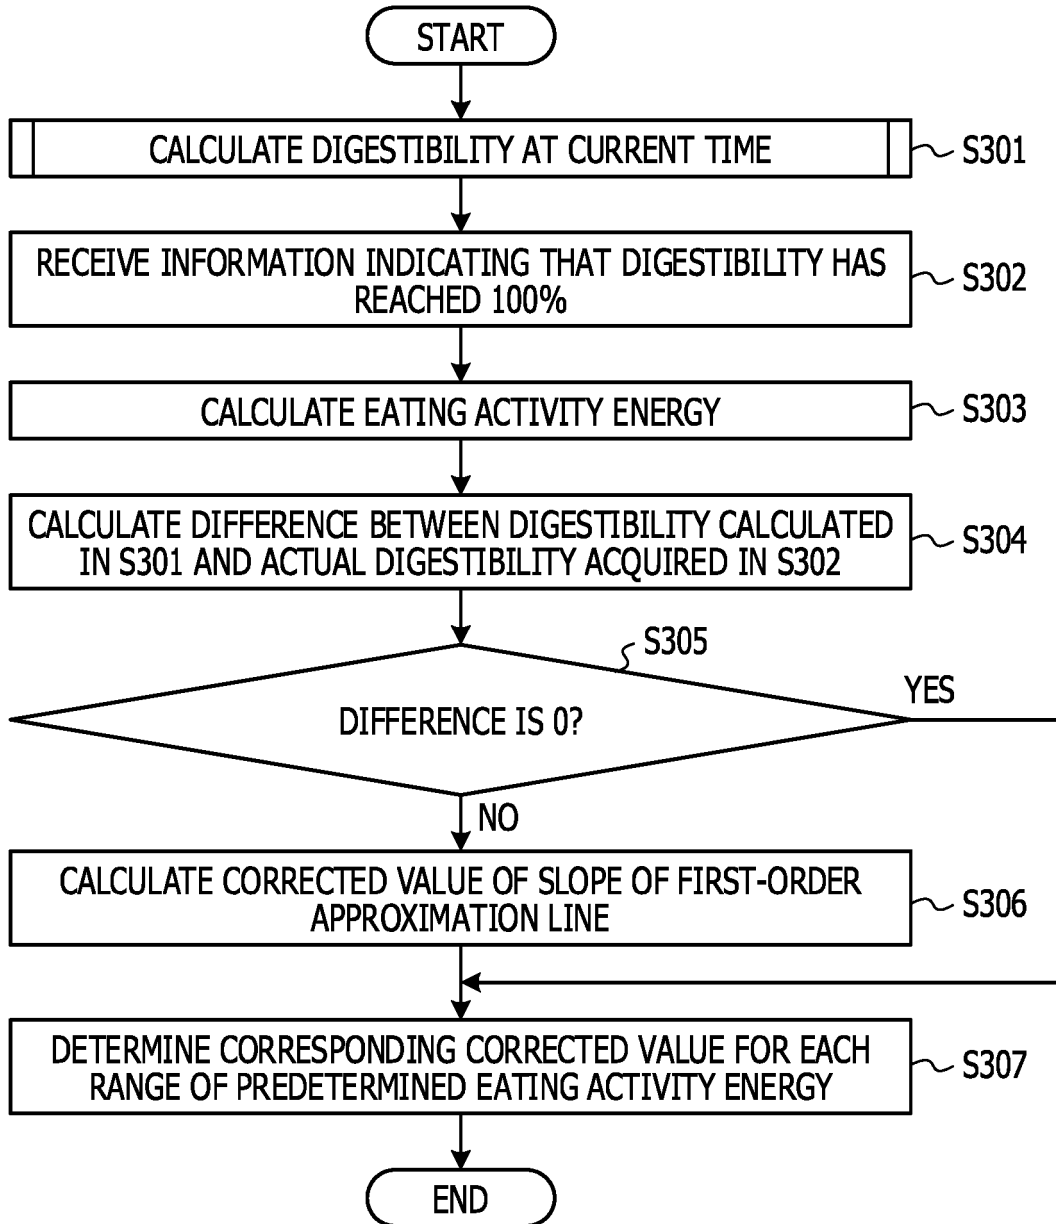 START
CALCULATE DIGESTIBILITY AT CURRENT TIME
S301
RECEIVE INFORMATION INDICATING THAT DIGESTIBILITY HAS
REACHED 100%
S302
CALCULATE EATING ACTIVITY ENERGY
S303
CALCULATE DIFFERENCE BETWEEN DIGESTIBILITY CALCULATED
IN S301 AND ACTUAL DIGESTIBILITY ACQUIRED IN S302
S304
S305
DIFFERENCE IS 0?
YES
NO
CALCULATE CORRECTED VALUE OF SLOPE OF FIRST-ORDER
APPROXIMATION LINE
S306
DETERMINE CORRESPONDING CORRECTED VALUE FOR EACH
RANGE OF PREDETERMINED EATING ACTIVITY ENERGY
S307
END